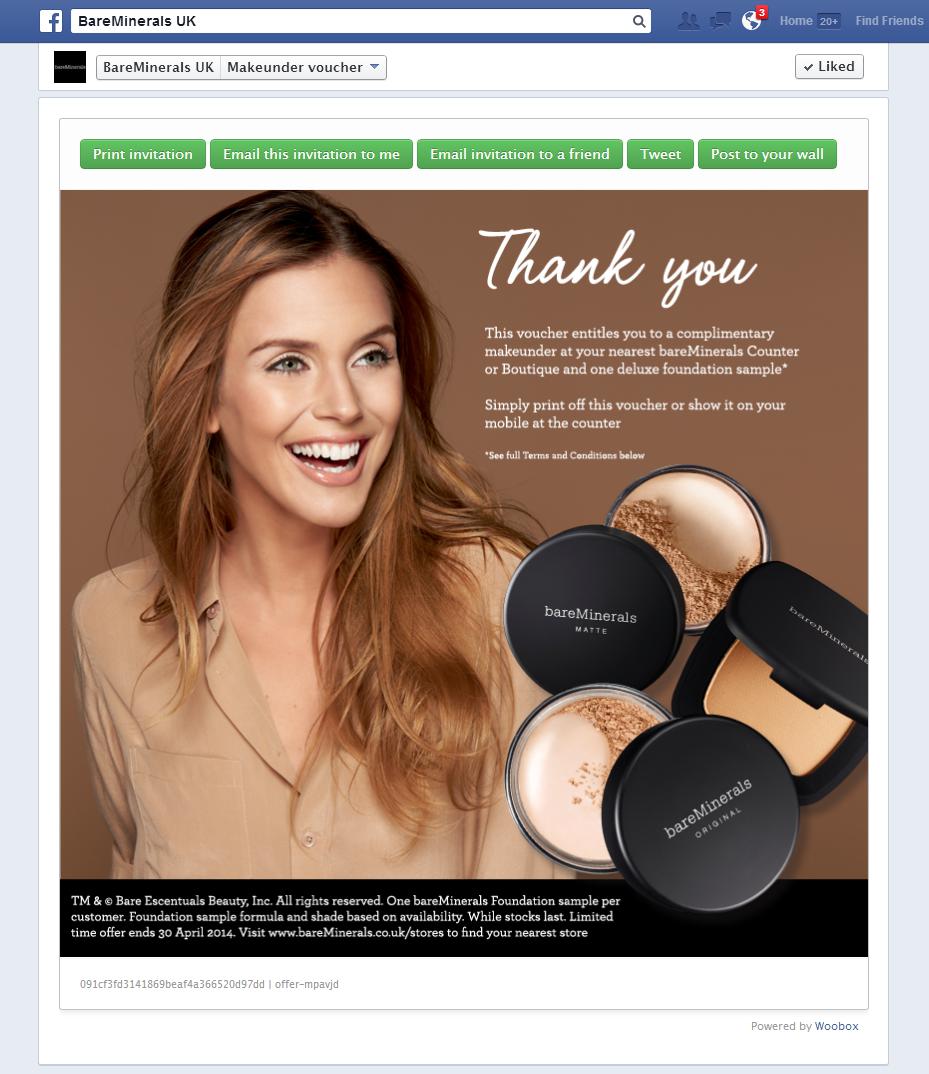 BareMinerals UK
3
Home 20+ Find Friends
bareMinerals
BareMinerals UK Makeunder voucher
Liked
Print invitation Email this invitation to me Email invitation to a friend Tweet Post to your wall
Thank you
This voucher entitles you to a complimentary
makeunder at your nearest bareMinerals Counter
or Boutique and one deluxe foundation sample*
Simply print off this voucher or show it on your
mobile at the counter
*See full Terms and Conditions below
bareMinerals
MATTE
bareMinerals
bareMinerals
ORIGINAL
TM & © Bare Escentuals Beauty, Inc. All rights reserved. One bareMinerals Foundation sample per
customer. Foundation sample formula and shade based on availability. While stocks last. Limited
time offer ends 30 April 2014. Visit www.bareMinerals.co.uk/stores to find your nearest store
091cf3fd3141869beaf4a366520d97dd | offer-mpavjd
Powered by Woobox